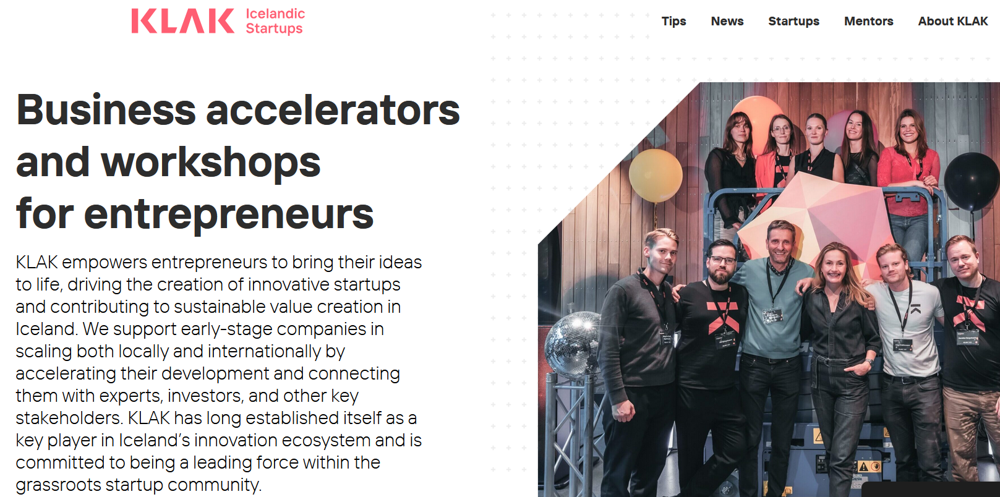 KLAK Icelandic
Startups
Tips News Startups Mentors About KLAK
Business accelerators
and workshops
for entrepreneurs
KLAK empowers entrepreneurs to bring their ideas
to life, driving the creation of innovative startups
and contributing to sustainable value creation in
Iceland. We support early-stage companies in
scaling both locally and internationally by
accelerating their development and connecting
them with experts, investors, and other key
stakeholders. KLAK has long established itself as a
key player in Iceland’s innovation ecosystem and is
committed to being a leading force within the
grassroots startup community.
Genie